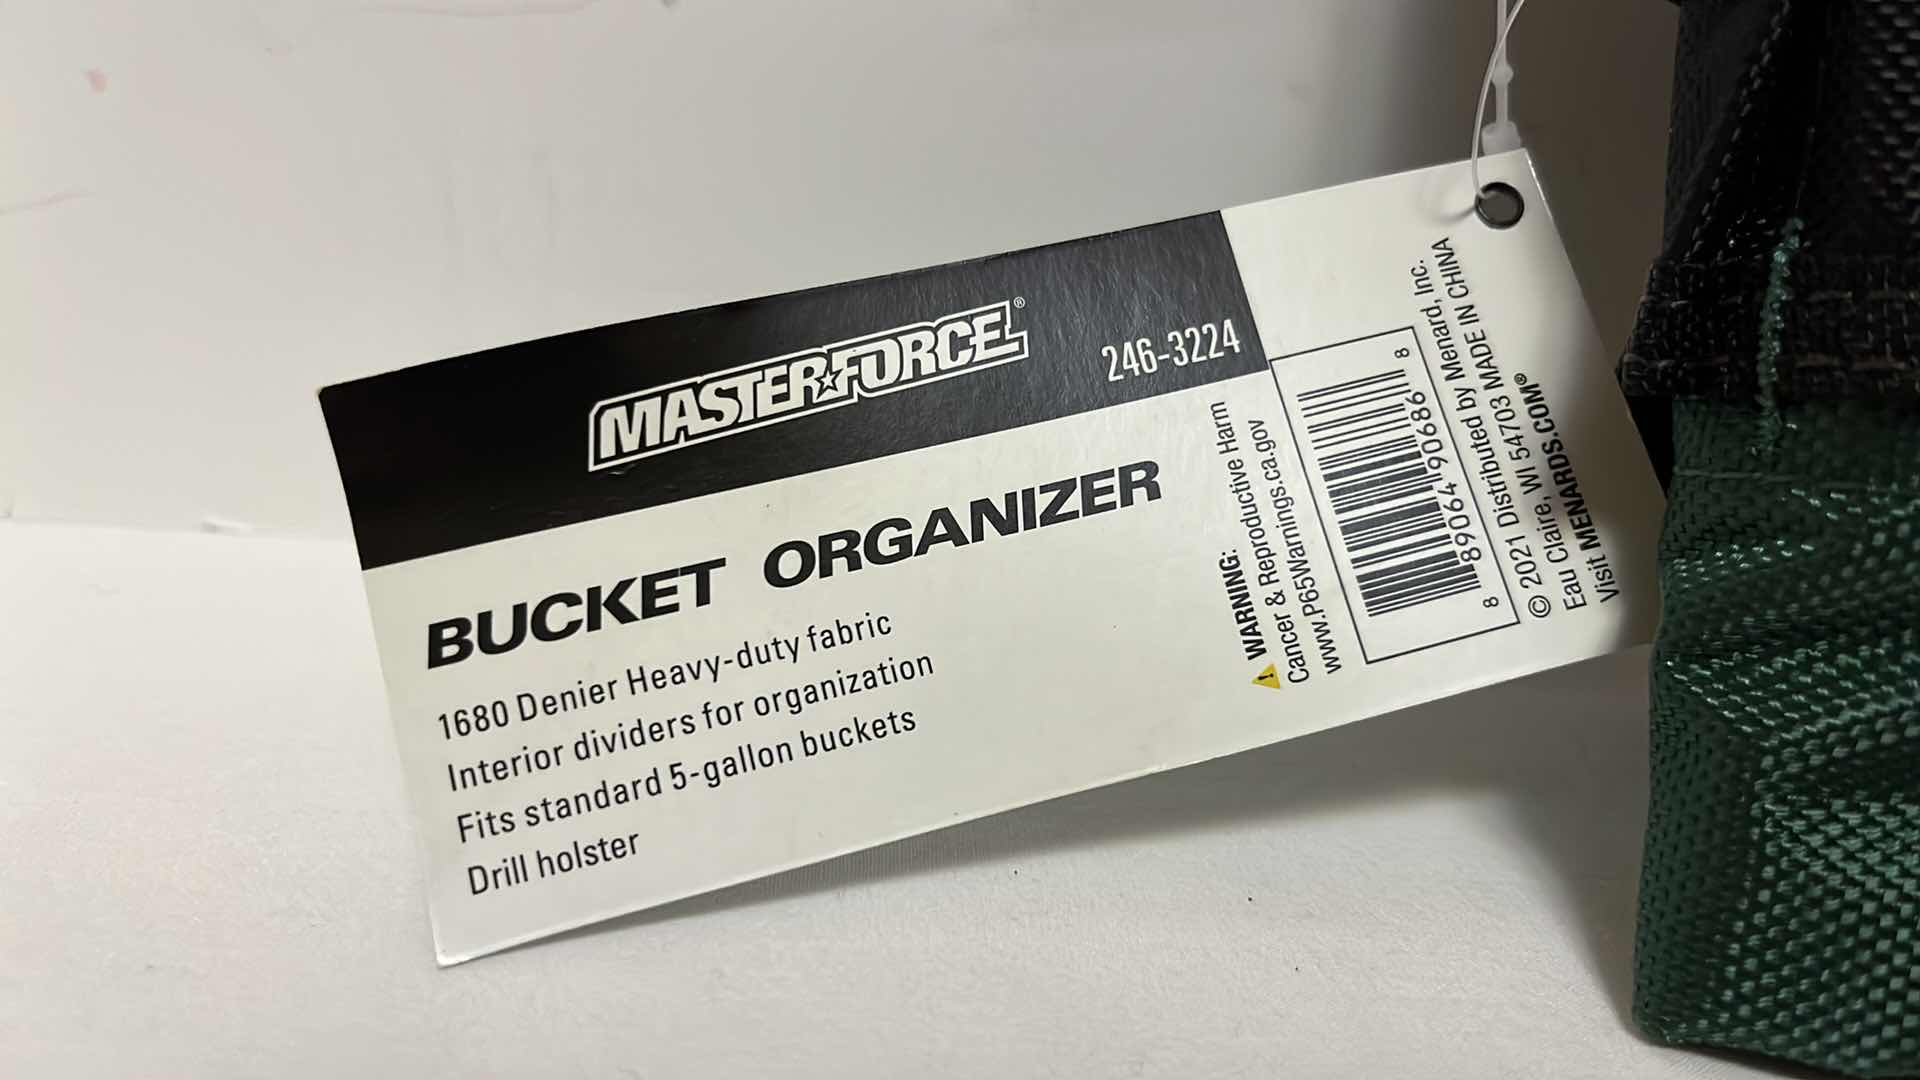 MASTERFORCE®
246-3224
BUCKET ORGANIZER
1680 Denier Heavy-duty fabric
Interior dividers for organization
Fits standard 5-gallon buckets
Drill holster
WARNING:
Cancer & Reproductive Harm
www.P65Warnings.ca.gov
8 89064 90686 8
© 2021 Distributed by Menard, Inc.
Eau Claire, WI 54703 MADE IN CHINA
Visit MENARDS.COM®